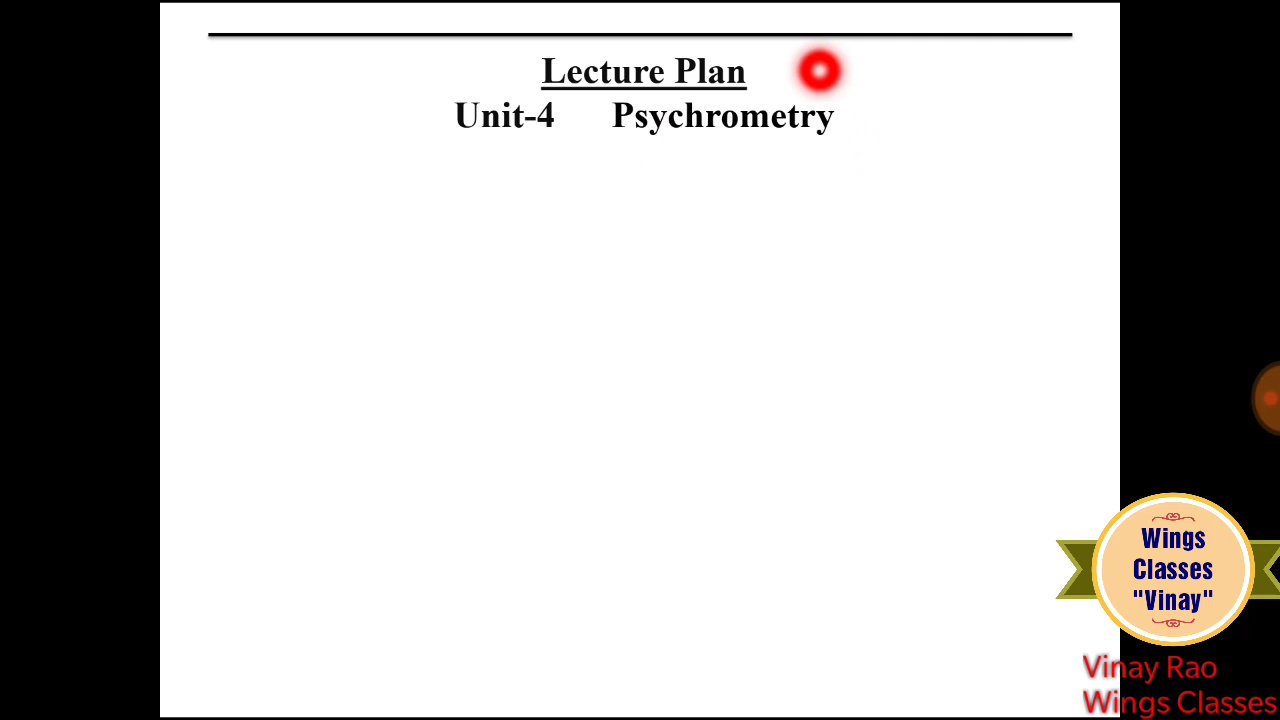 Lecture Plan
Unit-4 Psychrometry
Wings
Classes
"Vinay"
Vinay Rao
Wings Classes